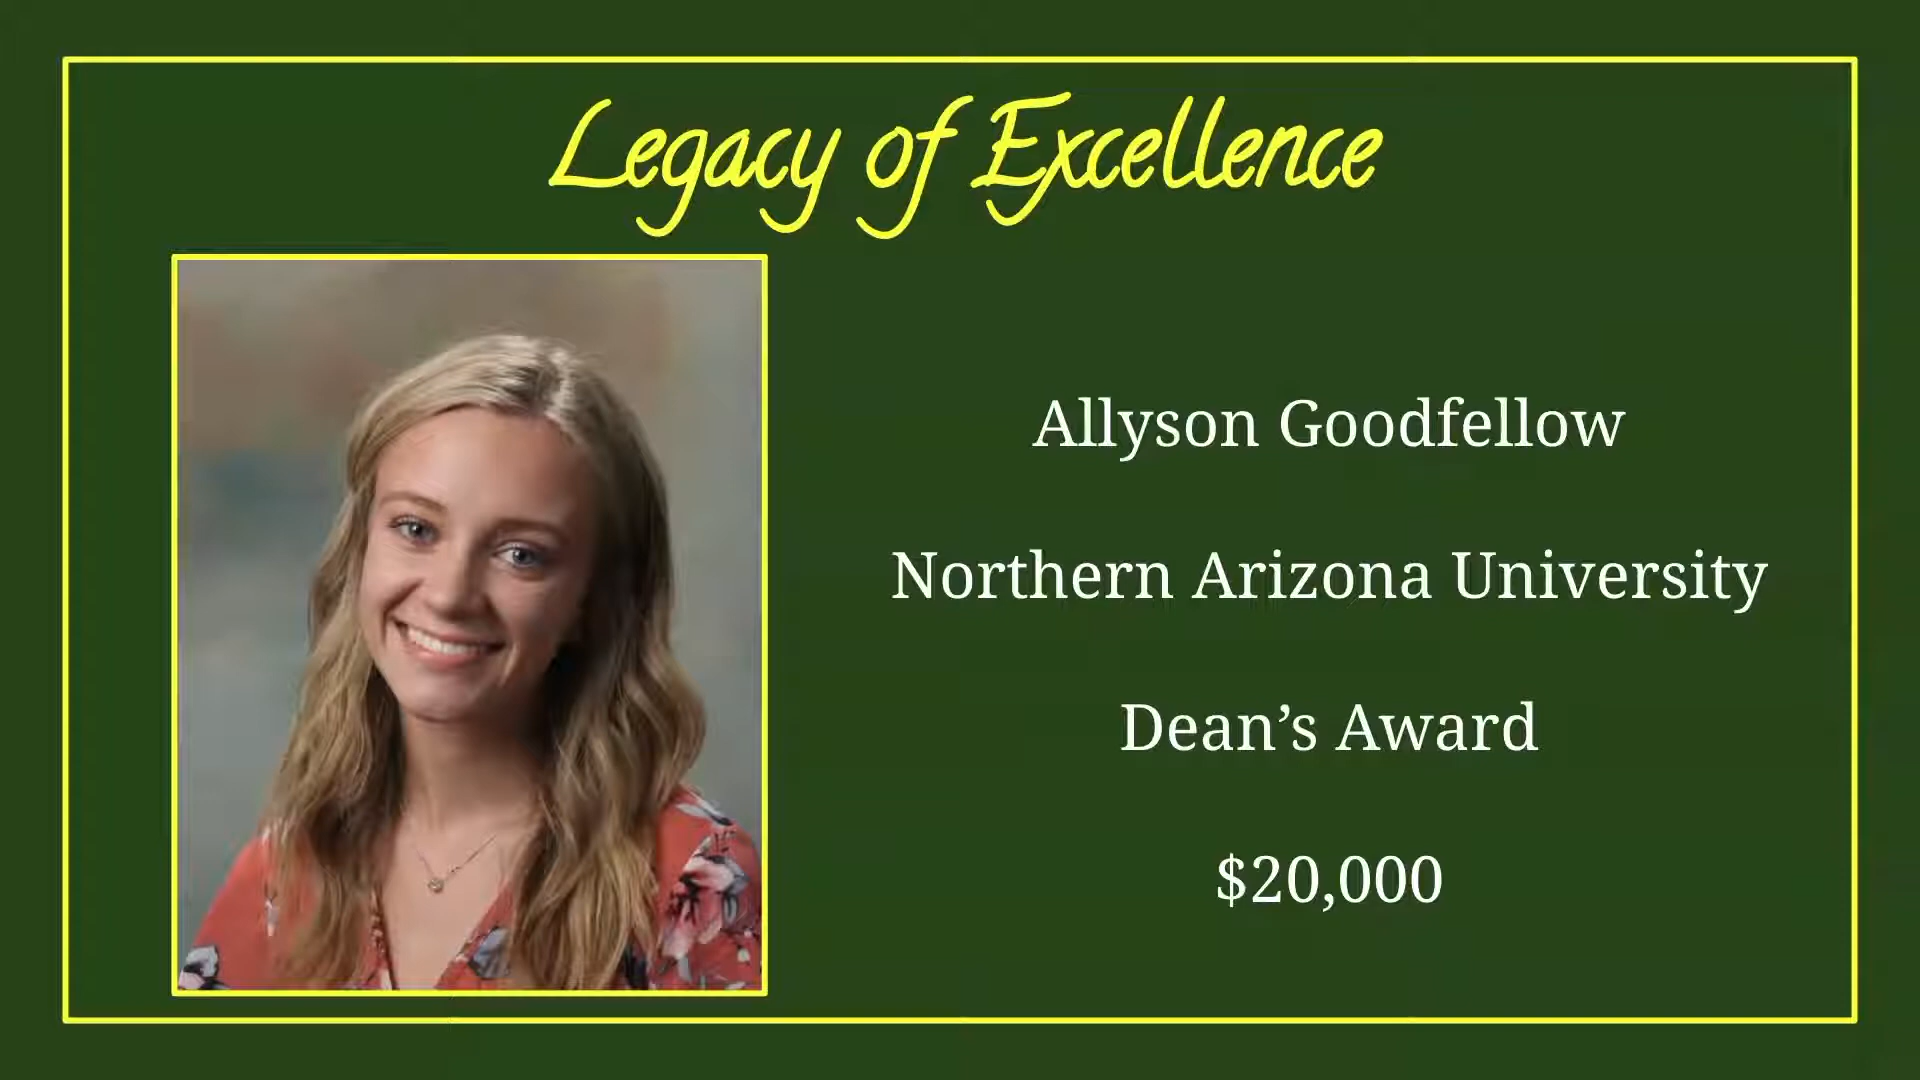 Legacy of Excellence
Allyson Goodfellow
Northern Arizona University
Dean’s Award
$20,000